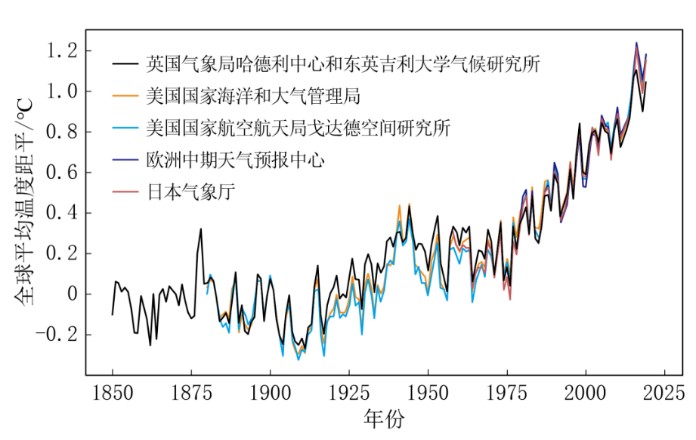 1.2
英国气象局哈德利中心和东英吉利大学气候研究所
1.0
美国国家海洋和大气管理局
0.8
美国国家航空航天局戈达德空间研究所
欧洲中期天气预报中心
0.6
日本气象厅
0.4
0.2
0
-0.2
全球平均温度距平/℃
1850 1875 1900 1925 1950 1975 2000 2025
年份